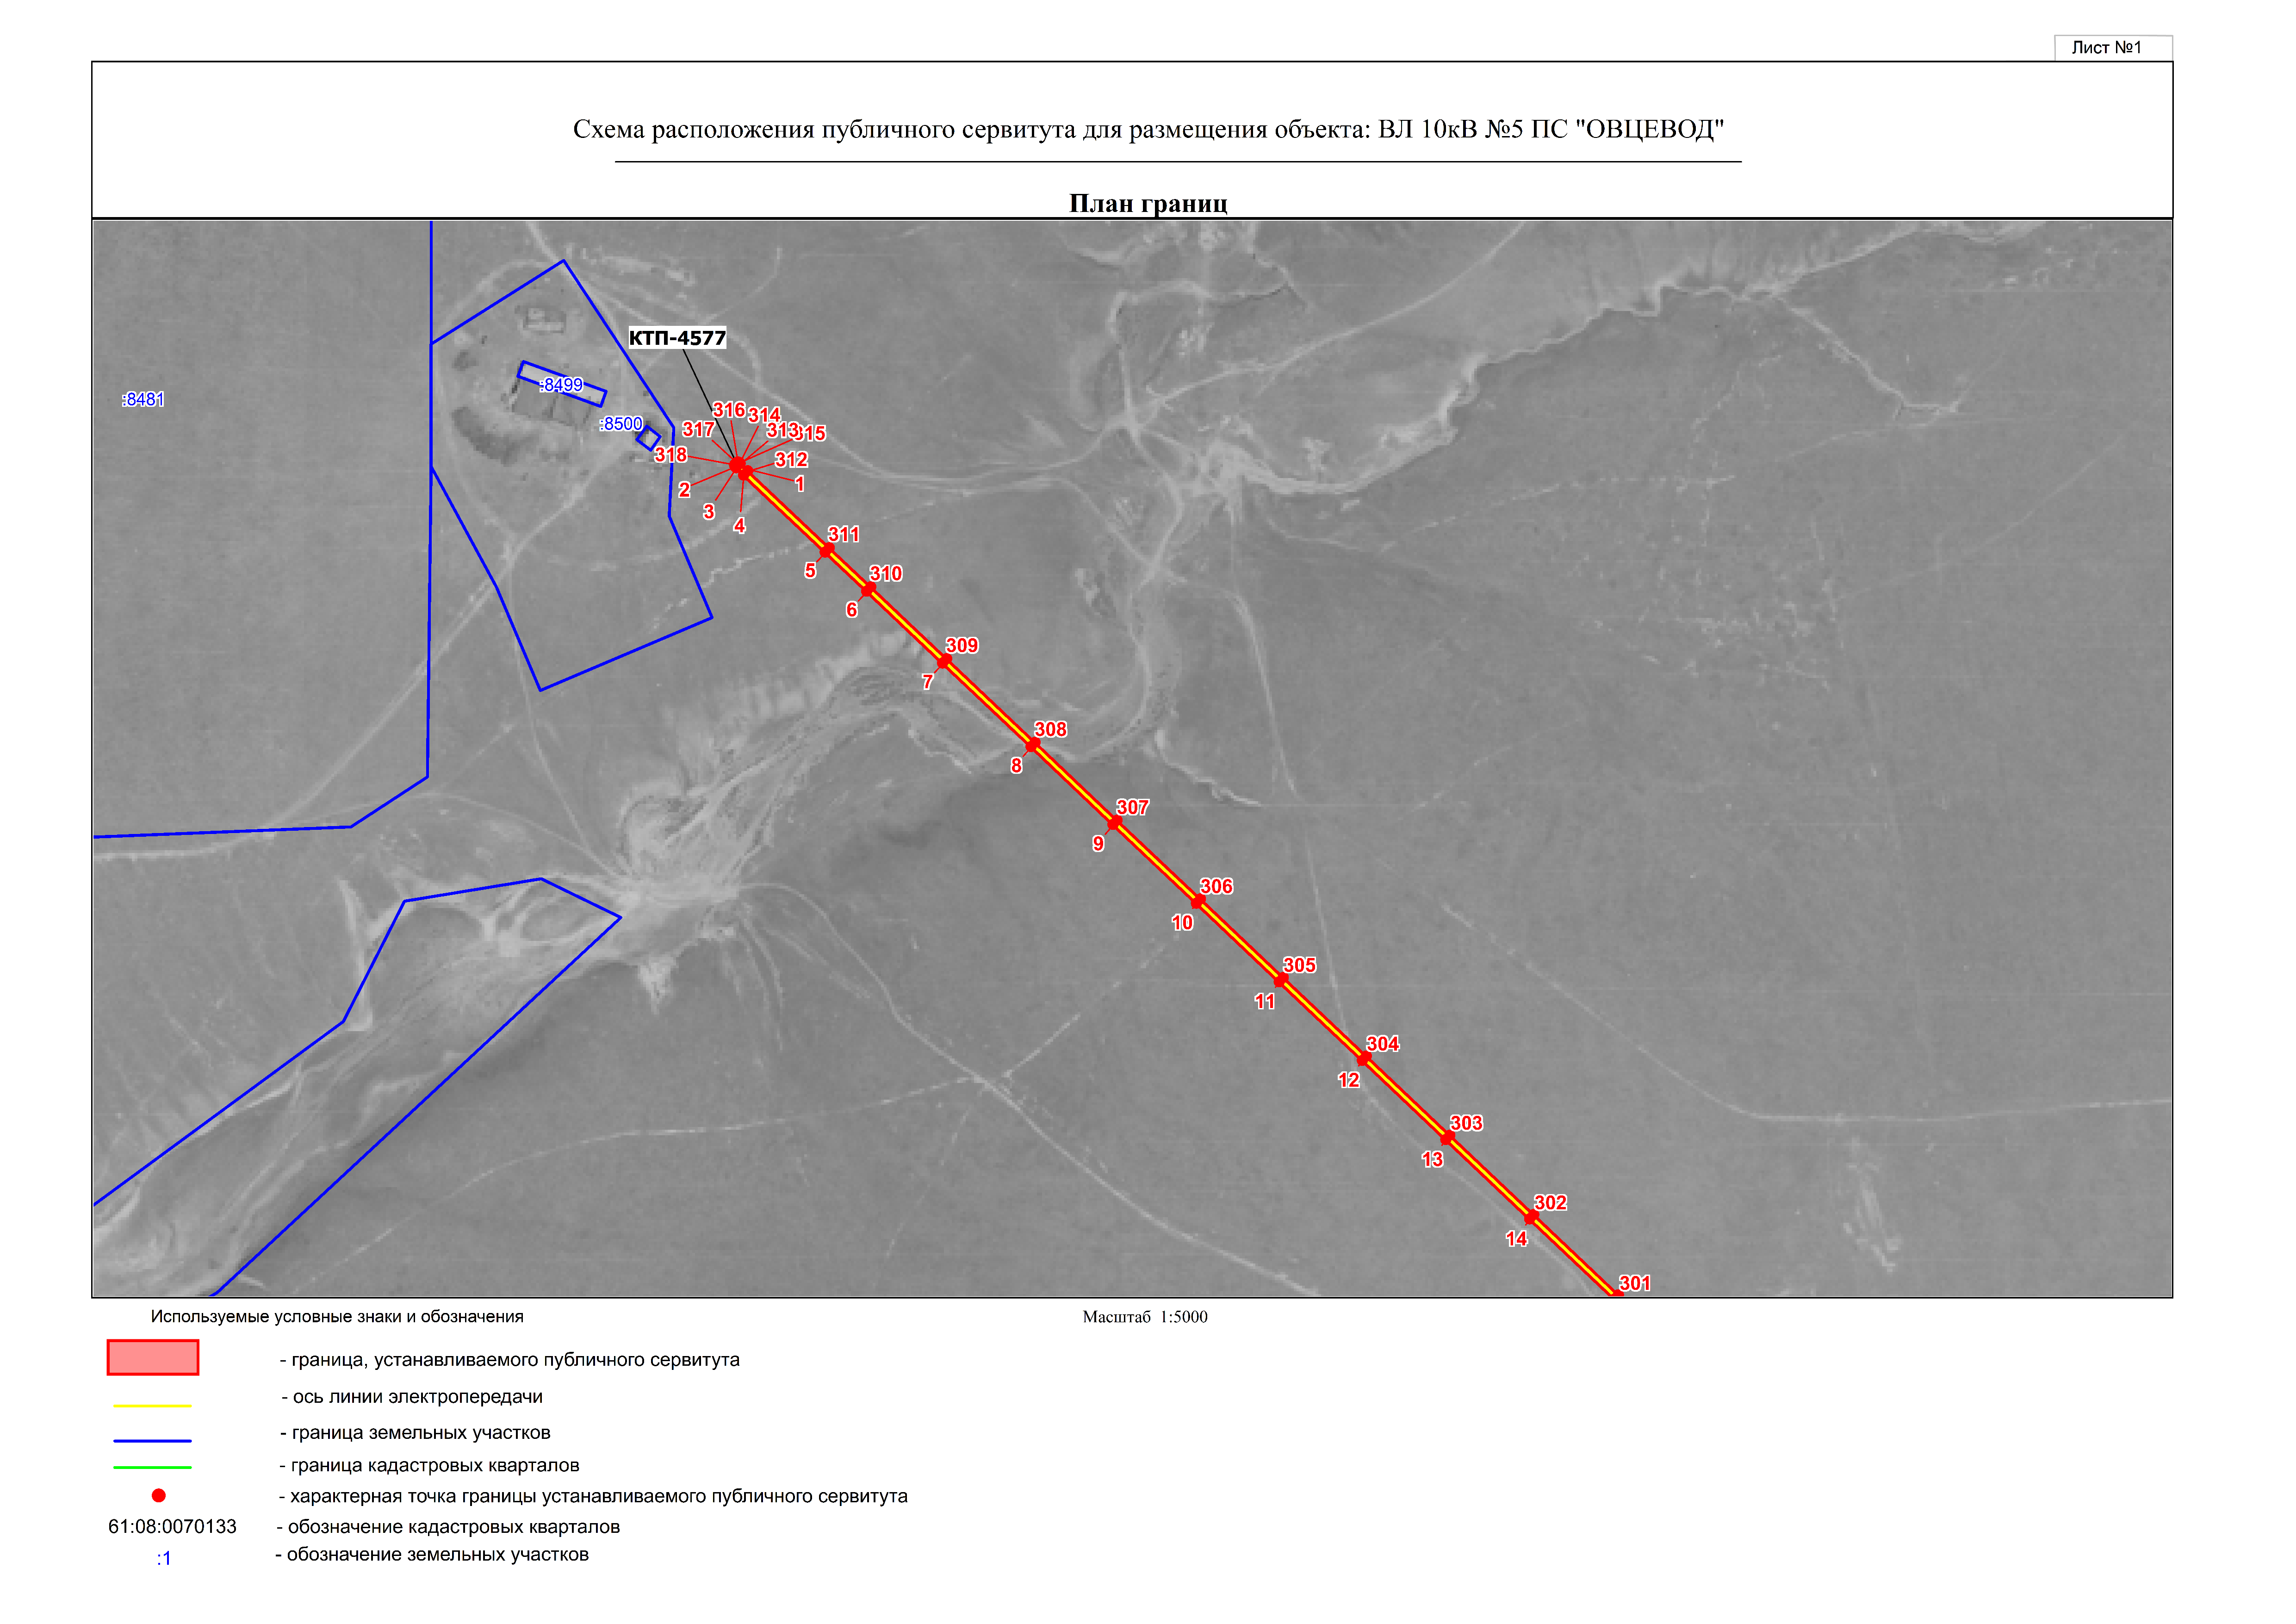 Лист №1
Схема расположения публичного сервитута для размещения объекта: ВЛ 10кВ №5 ПС "ОВЦЕВОД"
План границ
КТП-4577
:8481
:8499
:8500
316
314
317
313
315
318
312
2
1
3
4
311
5
310
6
309
7
308
8
307
9
306
10
305
11
304
12
303
13
302
14
301
Используемые условные знаки и обозначения
Масштаб 1:5000
- граница, устанавливаемого публичного сервитута
- ось линии электропередачи
- граница земельных участков
- граница кадастровых кварталов
- характерная точка границы устанавливаемого публичного сервитута
61:08:0070133 - обозначение кадастровых кварталов
:1 - обозначение земельных участков